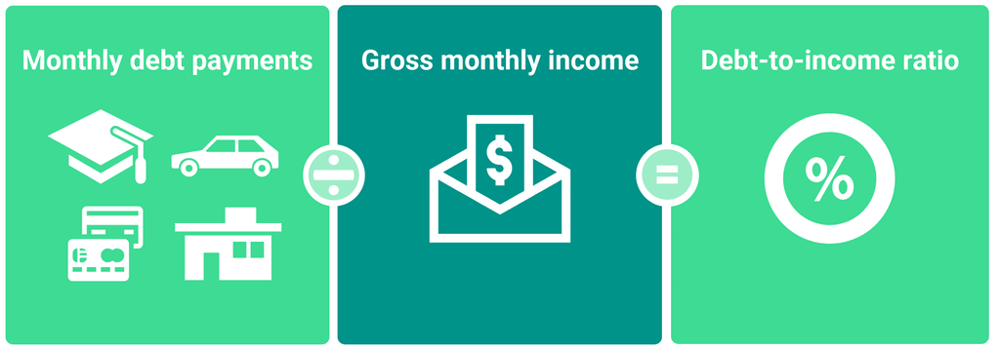 Monthly debt payments
Gross monthly income
Debt-to-income ratio
÷
$
=
%